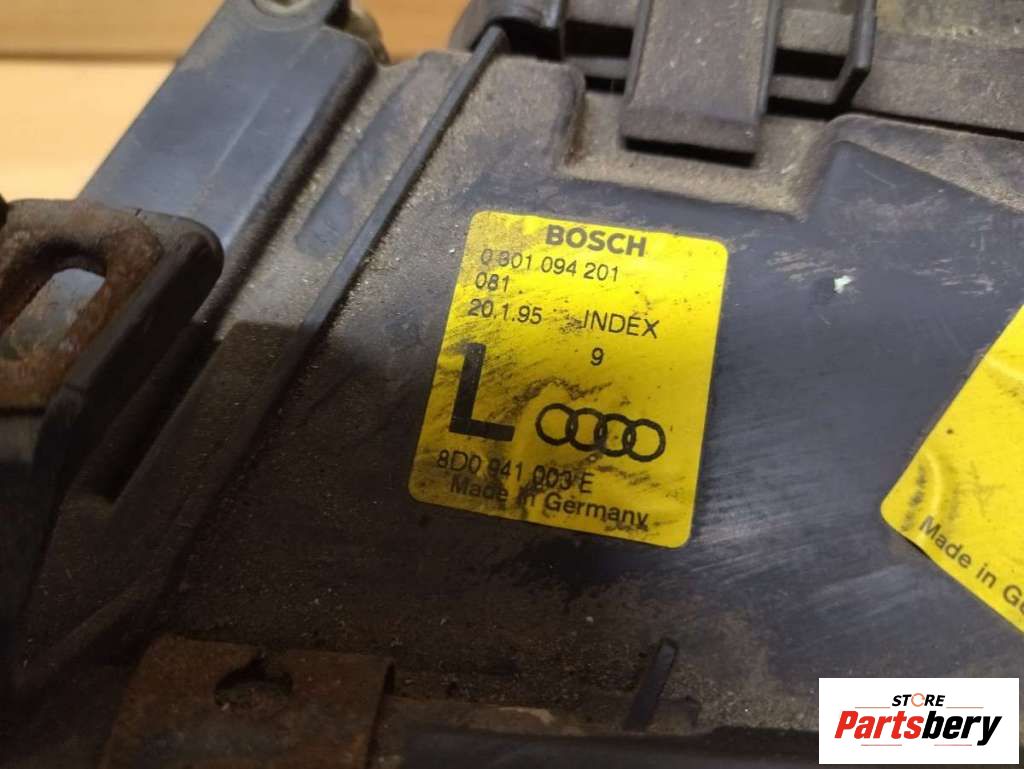 BOSCH
0 301 094 201
081
20.1.95 INDEX
9
L
8D0 941 003 E
Made in Germany
Made in Ge
STORE
Partsbery